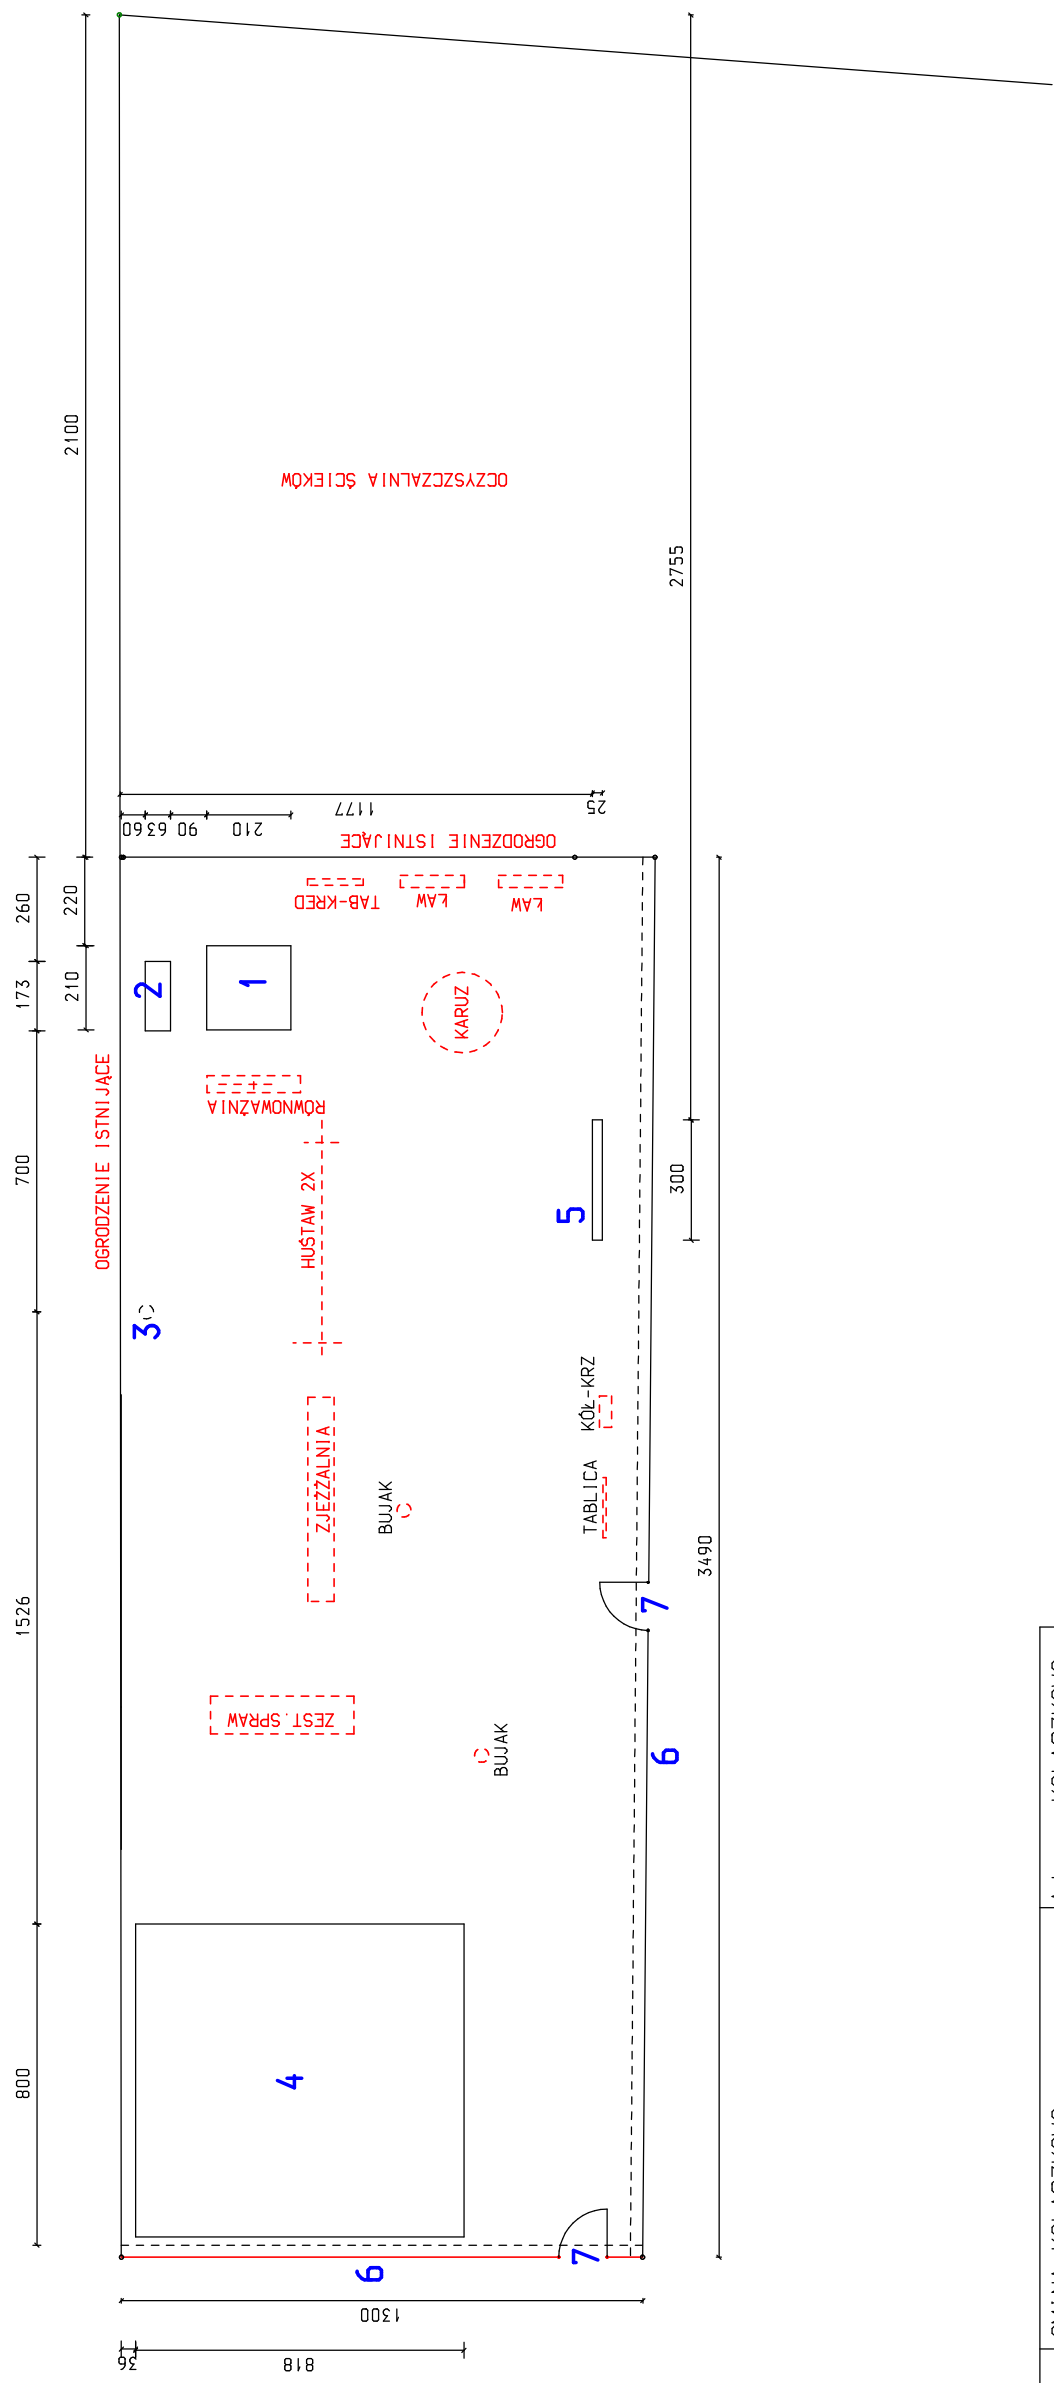 2100
OCZYSZCZALNIA ŚCIEKÓW
2755
1177
25
60
63
90
210
OGRODZENIE ISTNIJĄCE
260
220
173
210
TAB-KRED
ŁAW
ŁAW
2
1
KARUZ
OGRODZENIE ISTNIJĄCE
RÓWNOWAŻNIA
700
HUŚTAW 2X
300
5
3
KÓŁ-KRZ
ZJEŻŻALNIA
BUJAK
TABLICA
3490
1526
7
ZEST.SPRAW
BUJAK
6
800
4
7
6
1300
36
818